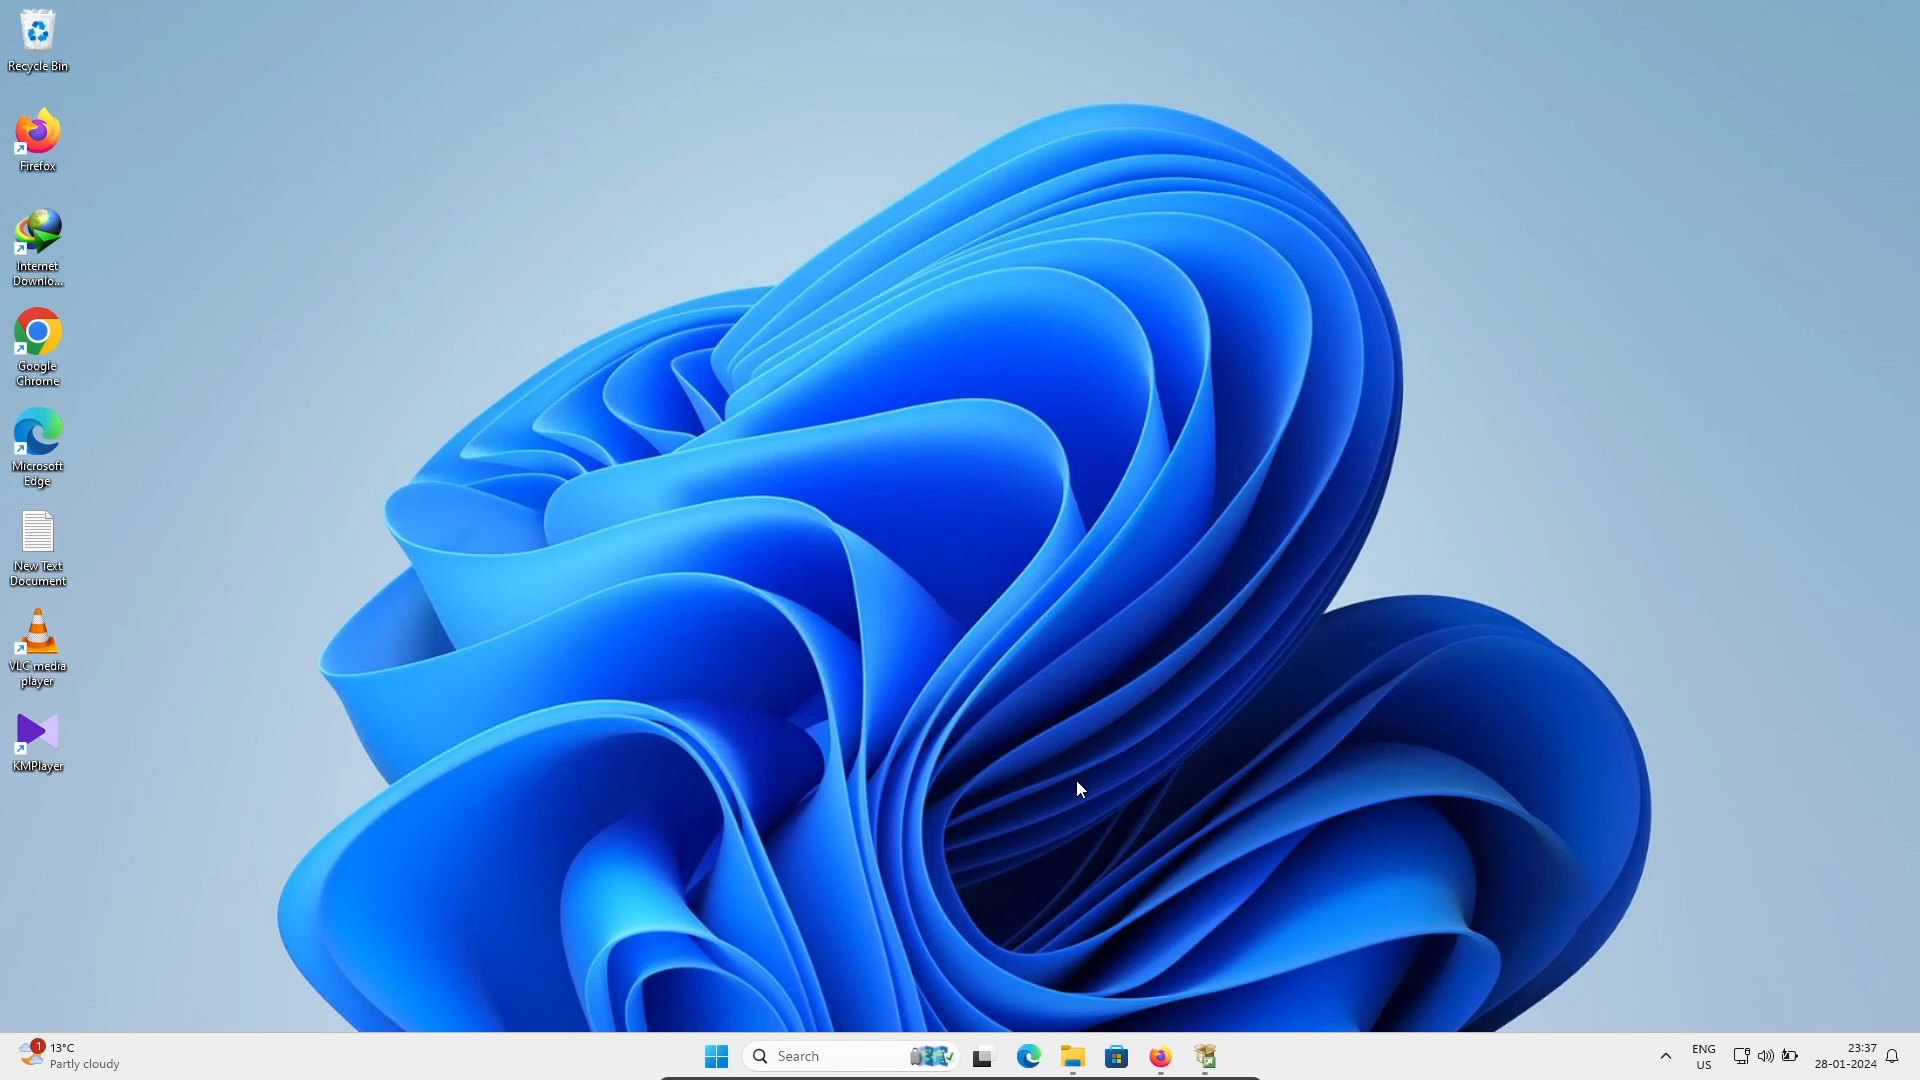 Recycle Bin
Firefox
Internet
Downlo...
Google
Chrome
Microsoft
Edge
New Text
Document
VLC media
player
KMPlayer
1
13°C
Partly cloudy
Search
ENG
US
23:37
28-01-2024